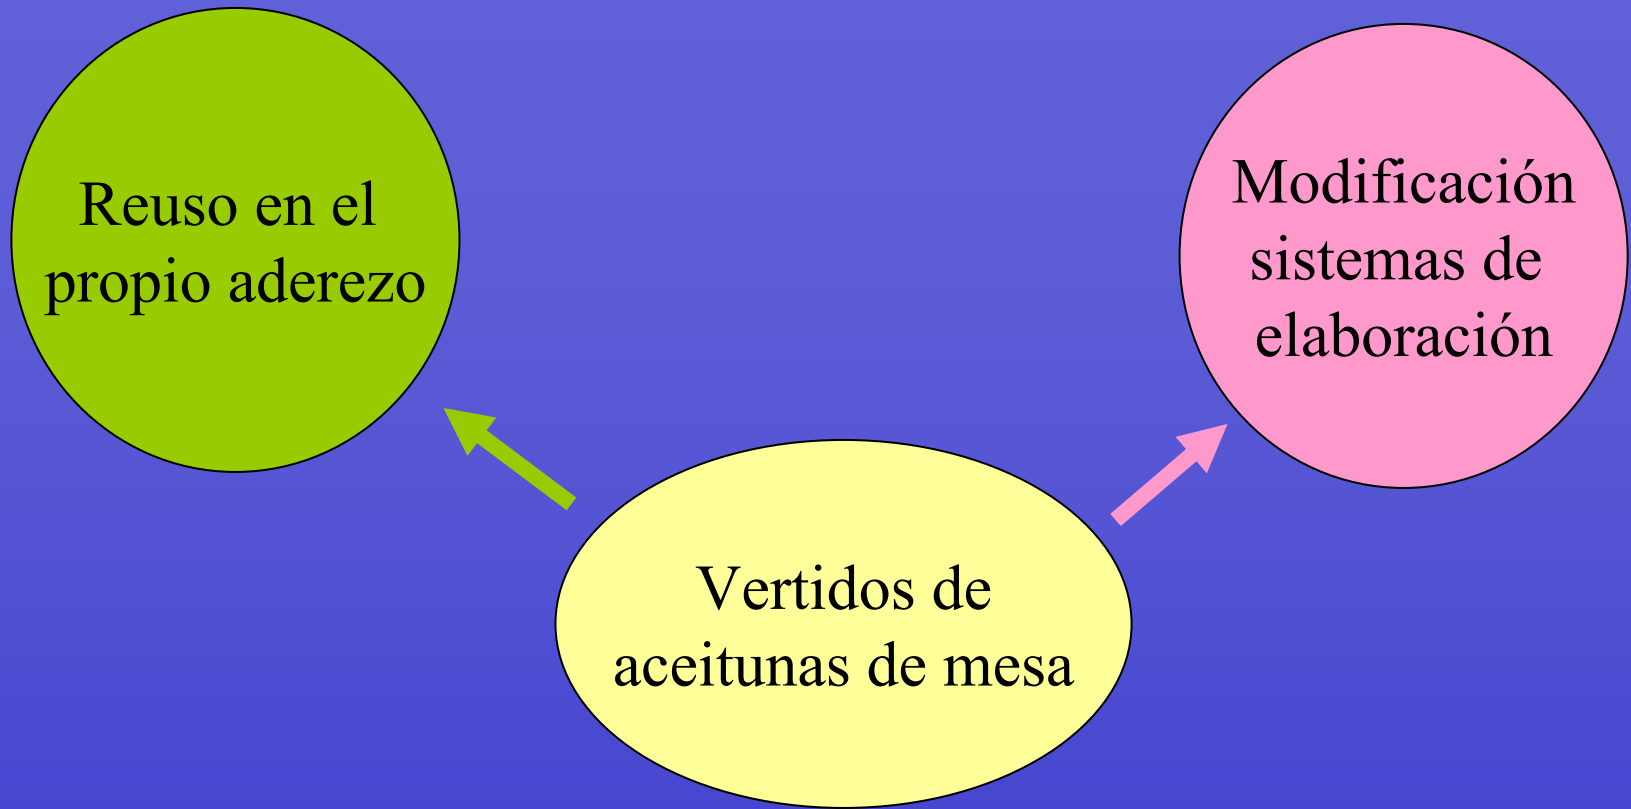 Reuso en el
propio aderezo
Modificación
sistemas de
elaboración
Vertidos de
aceitunas de mesa